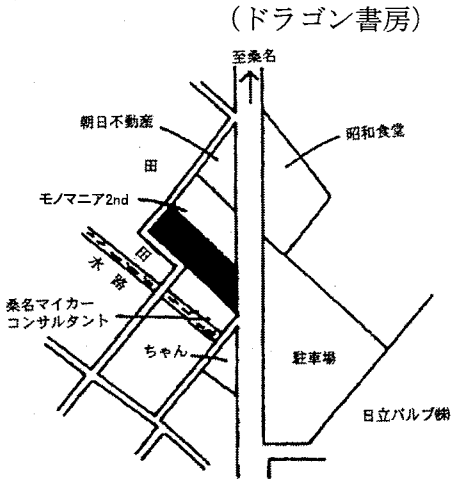 (ドラゴン書房)
至桑名
朝日不動産
昭和食堂
田
モノマニア2nd
田
水路
桑名マイカー
コンサルタント
ちゃん
駐車場
日立バルブ㈱